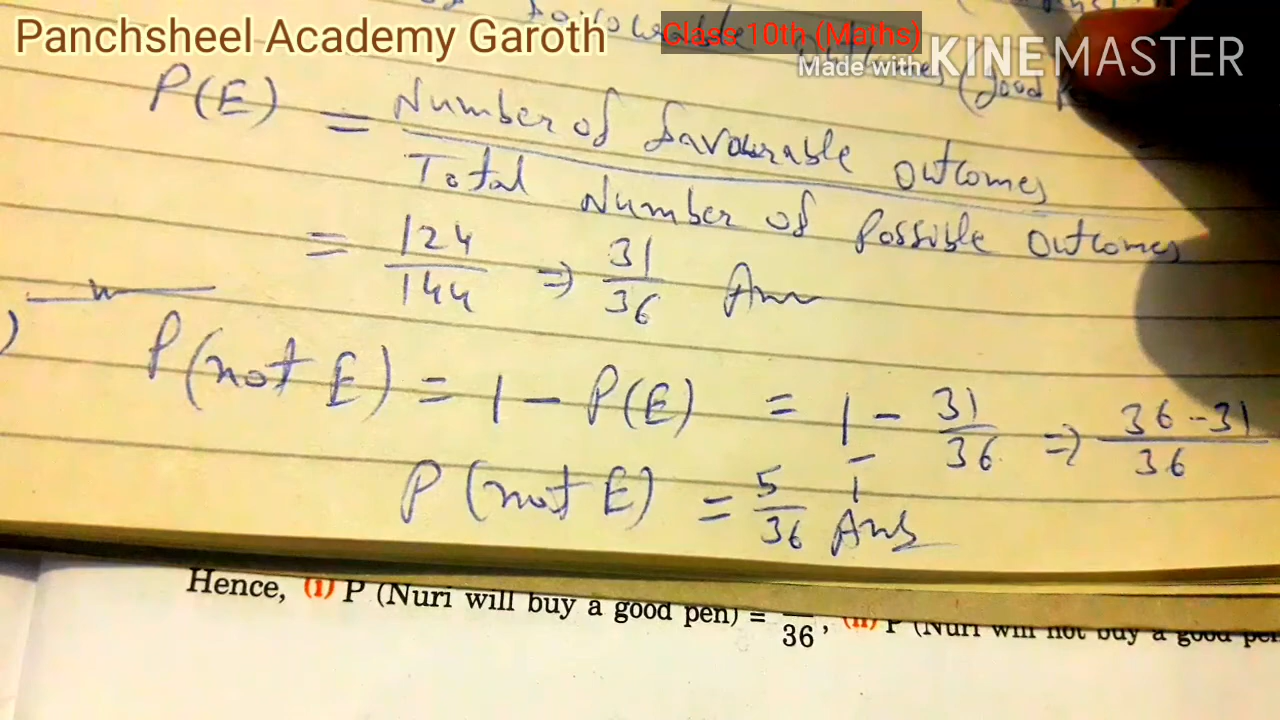 Panchsheel Academy Garoth
Class 10th (Maths)
Made with KINEMASTER
(good
P(E) = Number of favourable outcomes
Total Number of Possible Outcomes
= 124/144 ⇒ 31/36 Ans
P(not E) = 1 - P(E) = 1/1 - 31/36 ⇒ 36-31/36
P(not E) = 5/36 Ans
Hence, (i) P (Nuri will buy a good pen) = /36, (ii) P (Nuri will not buy a good pen